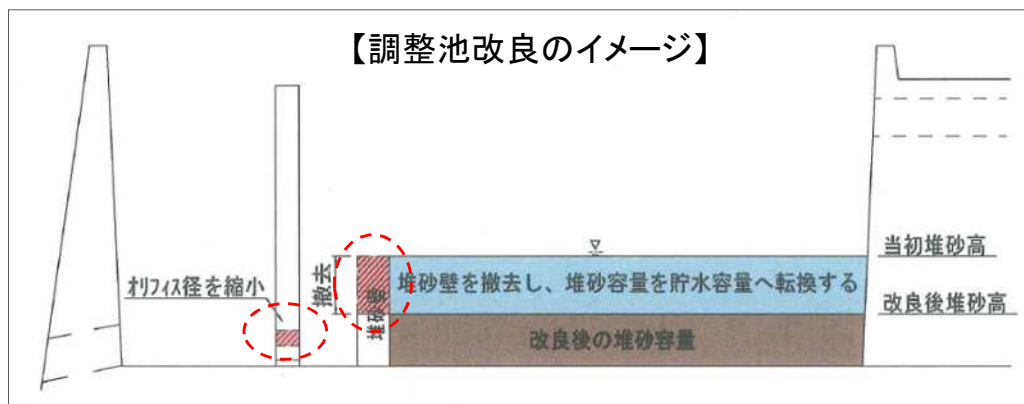 【調整池改良のイメージ】
当初堆砂高
オリフィス径を縮小
撤去
堆砂壁
堆砂壁を撤去し、堆砂容量を貯水容量へ転換する
改良後堆砂高
改良後の堆砂容量